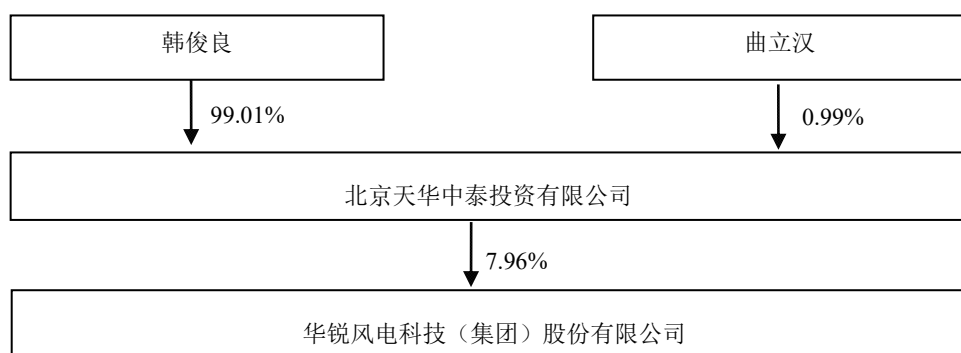 韩俊良
曲立汉
99.01%
0.99%
北京天华中泰投资有限公司
7.96%
华锐风电科技（集团）股份有限公司